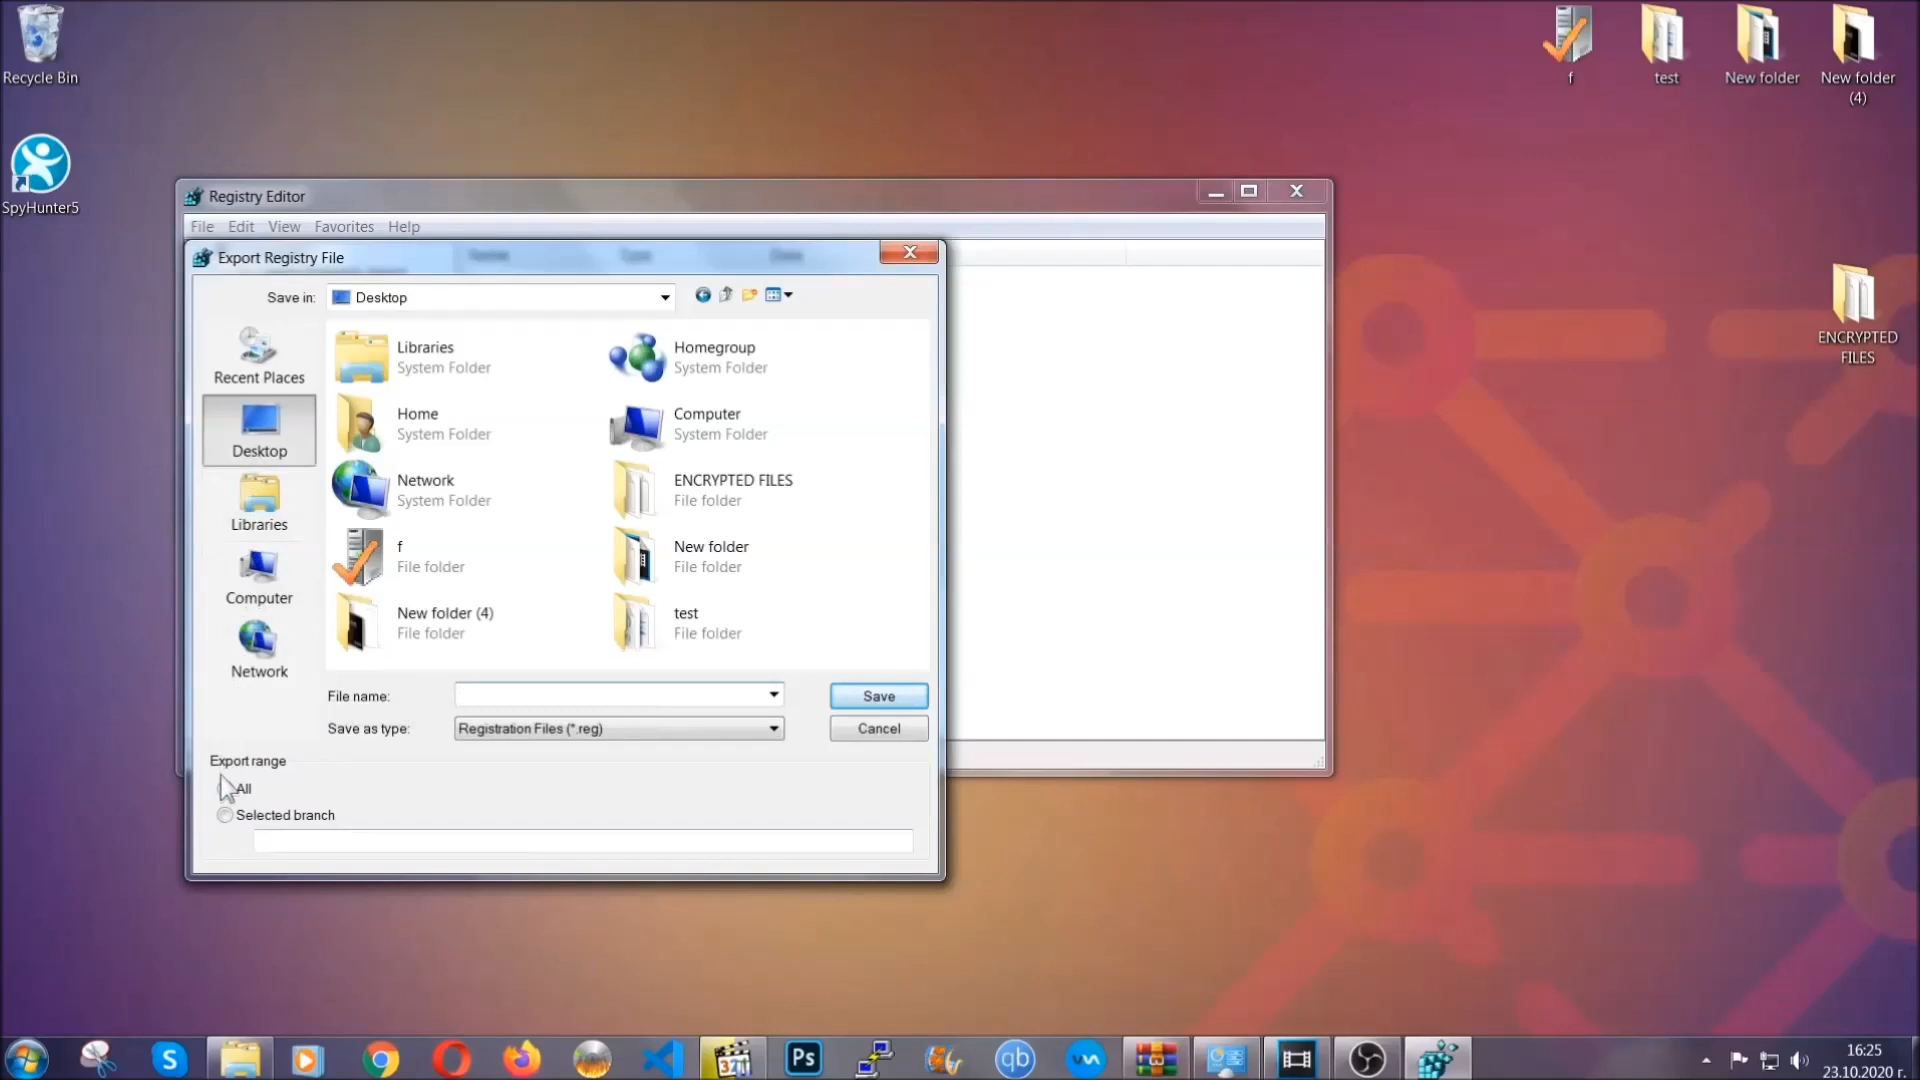 Recycle Bin
SpyHunter5
f
test
New folder
New folder
(4)
ENCRYPTED
FILES
Registry Editor
File Edit View Favorites Help
Export Registry File
Save in:
Desktop
Recent Places
Desktop
Libraries
Computer
Network
Libraries
System Folder
Homegroup
System Folder
Home
System Folder
Computer
System Folder
Network
System Folder
ENCRYPTED FILES
File folder
f
File folder
New folder
File folder
New folder (4)
File folder
test
File folder
File name:
Save
Save as type:
Registration Files (*.reg)
Cancel
Export range
All
Selected branch
S
321
Ps
qb
16:25
23.10.2020 г.